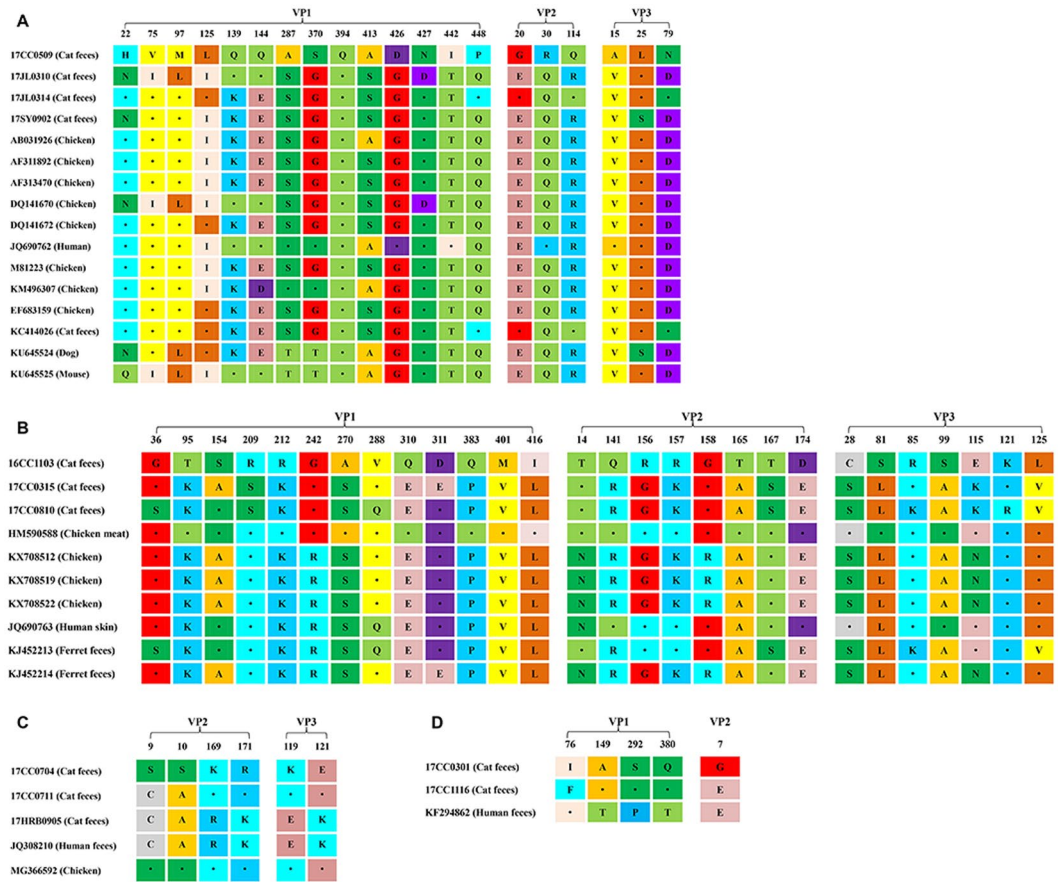 A
VP1 VP2 VP3
22 75 97 125 139 144 287 370 394 413 426 427 442 448 20 30 114 15 25 79
17CC0509 (Cat feces) H V M L Q Q A S Q A D N I P G R Q A L N
17JL0310 (Cat feces) N I L I • • S G • S G D T Q E Q R V • D
17JL0314 (Cat feces) • • • • K E S G • S G • T • • Q • V • •
17SY0902 (Cat feces) N • • I K E S G • S G • T Q E Q R V S D
AB031926 (Chicken) • • • I K E S G • A G • T Q E Q R V • D
AF311892 (Chicken) • • • I K E S G • S G • T Q E Q R V • D
AF313470 (Chicken) • • • I K E S G • S G • T Q E Q R V • D
DQ141670 (Chicken) N I L I • • S G • S G D T Q E Q R V • D
DQ141672 (Chicken) • • • • K E S G • S G • T Q E Q R V • D
JQ690762 (Human) • • • I • • • • • A • • • Q E • R • • D
M81223 (Chicken) • • • I K E S G • S G • T Q E Q R V • D
KM496307 (Chicken) • • • I K D • • • A G • T Q E Q R V • D
EF683159 (Chicken) • • • • K E S G • S G • T Q E Q R V • D
KC414026 (Cat feces) • • • • K E S G • S G • T • • Q • V • •
KU645524 (Dog) N • L • K E T T • A G • T Q E Q R V S D
KU645525 (Mouse) Q I L I • • T T • A G • T Q E Q R V • D
B
VP1 VP2 VP3
36 95 154 209 212 242 270 288 310 311 383 401 416 14 141 156 157 158 165 167 174 28 81 85 99 115 121 125
16CC1103 (Cat feces) G T S R R G A V Q D Q M I T Q R R G T T D C S R S E K L
17CC0315 (Cat feces) • K A S K • S • E E P V L • R G K • A S E S L • A K • V
17CC0810 (Cat feces) S K • S K • S Q E • P V L • R G K • A S E S L K A K R V
HM590588 (Chicken meat) • • • • • • • • • • • • • • • • • • • • • • • • • • • •
KX708512 (Chicken) • K A • K R S • E • P V L N R G K R A • E S L • A N • •
KX708519 (Chicken) • K A • K R S • E • P V L N R G K R A • E S L • A N • •
KX708522 (Chicken) • K A • K R S • E • P V L N R G K R A • E S L • A N • •
JQ690763 (Human skin) • K • • K R S Q E • P V L N • • • • A • • • L • • • • •
KJ452213 (Ferret feces) S K • • K R S Q E • P V L • R • • • A S E S L K A • • V
KJ452214 (Ferret feces) • K A • K R S • E E P V L N R G K R A • E S L • A N • •
C
VP2 VP3
9 10 169 171 119 121
17CC0704 (Cat feces) S S K R K E
17CC0711 (Cat feces) C A • • • •
17HRB0905 (Cat feces) C A R K E K
JQ308210 (Human feces) C A R K E K
MG366592 (Chicken) • • • • • •
D
VP1 VP2
76 149 292 380 7
17CC0301 (Cat feces) I A S Q G
17CC1116 (Cat feces) F • • • E
KF294862 (Human feces) • T P T E